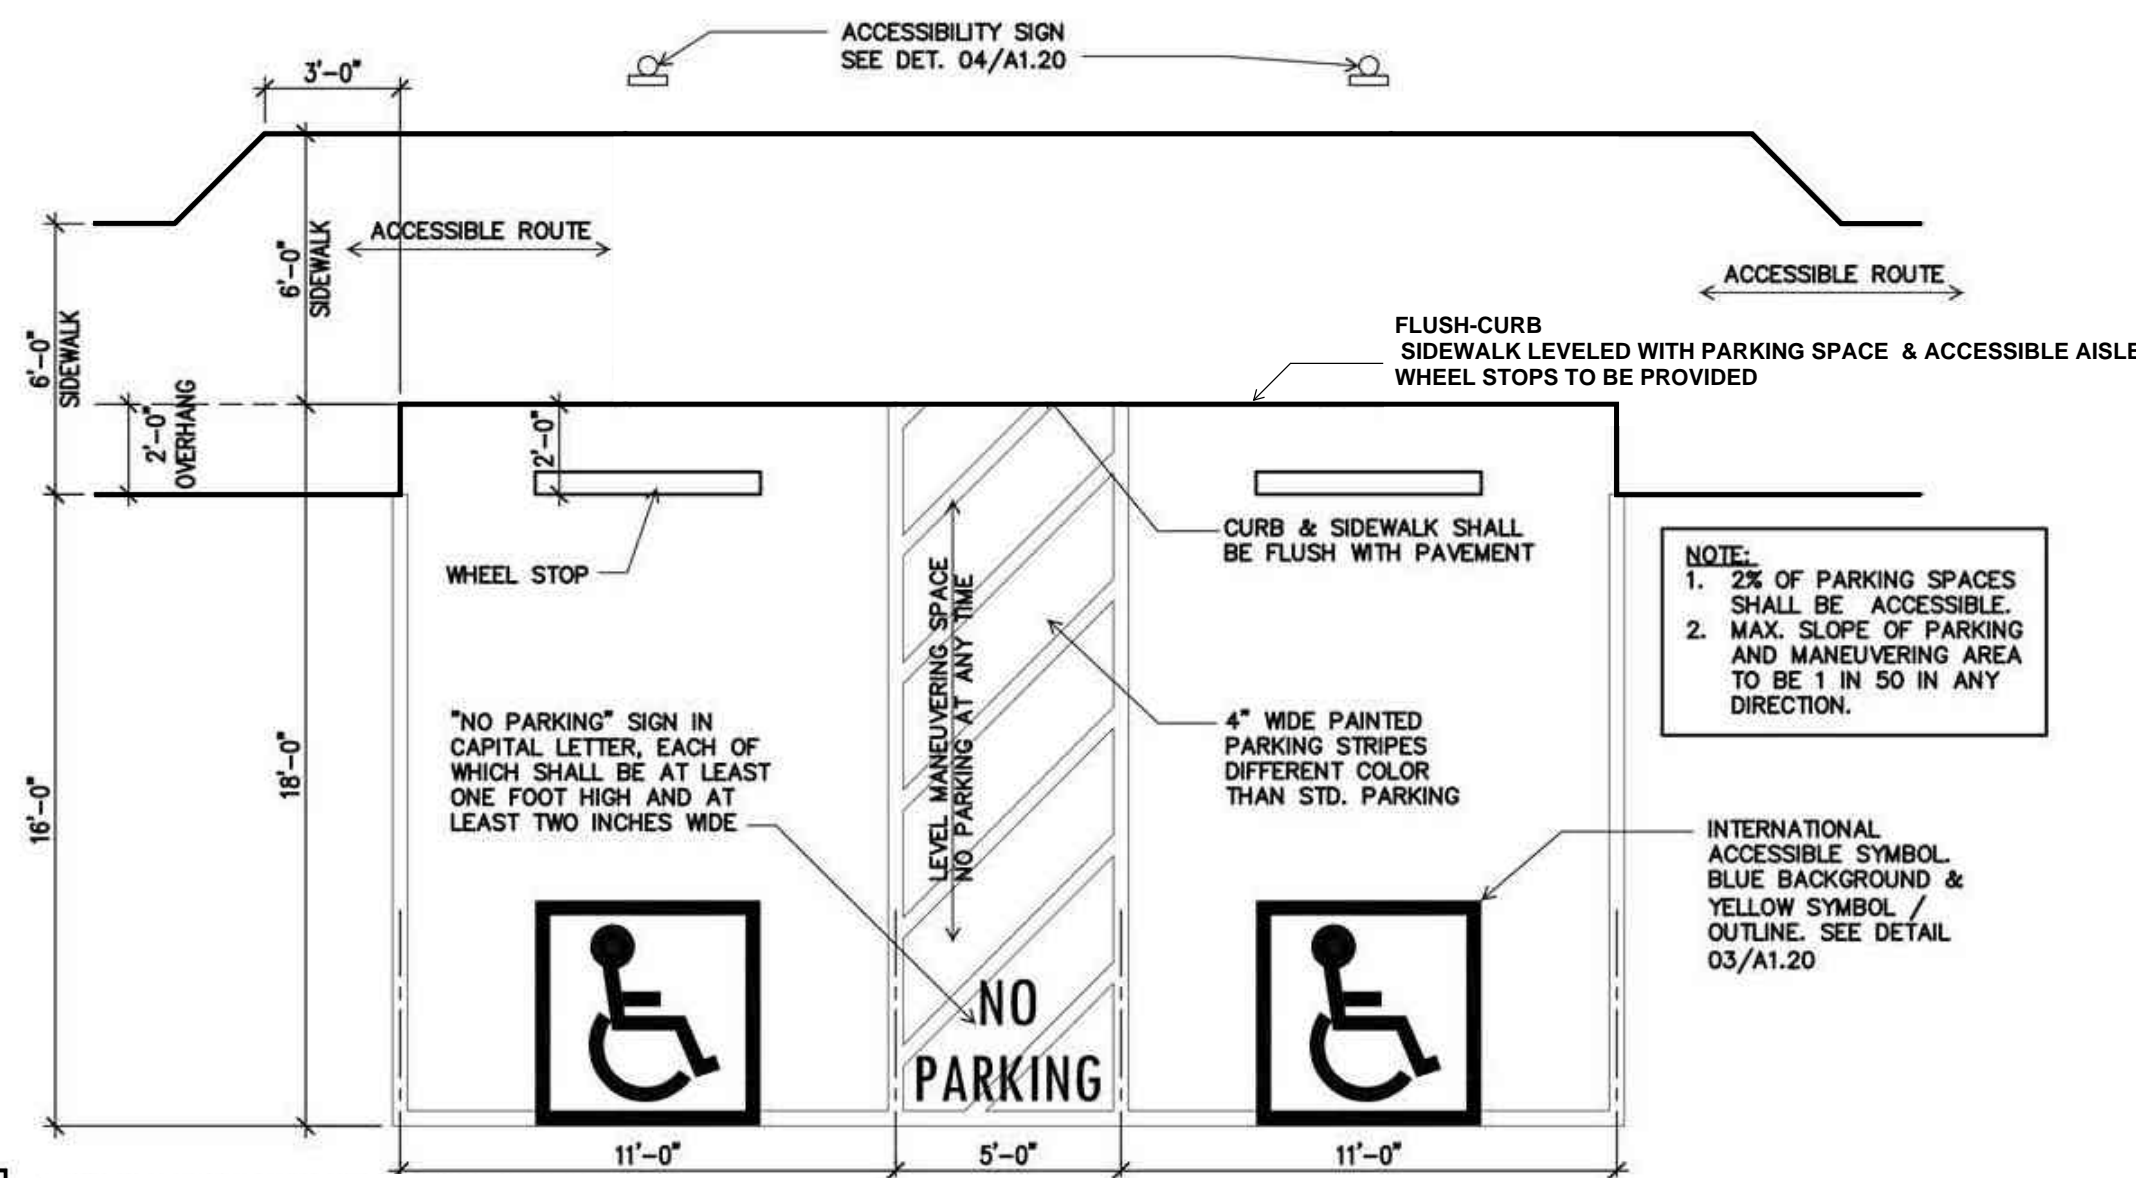 ACCESSIBILITY SIGN
SEE DET. 04/A1.20
3'-0"
ACCESSIBLE ROUTE
6'-0"
SIDEWALK
6'-0"
SIDEWALK
ACCESSIBLE ROUTE
FLUSH-CURB
SIDEWALK LEVELED WITH PARKING SPACE & ACCESSIBLE AISLE
WHEEL STOPS TO BE PROVIDED
2'-0"
OVERHANG
2'-0"
WHEEL STOP
CURB & SIDEWALK SHALL
BE FLUSH WITH PAVEMENT
NOTE:
1. 2% OF PARKING SPACES
SHALL BE ACCESSIBLE.
2. MAX. SLOPE OF PARKING
AND MANEUVERING AREA
TO BE 1 IN 50 IN ANY
DIRECTION.
LEVEL MANEUVERING SPACE
NO PARKING AT ANY TIME
"NO PARKING" SIGN IN
CAPITAL LETTER, EACH OF
WHICH SHALL BE AT LEAST
ONE FOOT HIGH AND AT
LEAST TWO INCHES WIDE
4" WIDE PAINTED
PARKING STRIPES
DIFFERENT COLOR
THAN STD. PARKING
16'-0"
18'-0"
INTERNATIONAL
ACCESSIBLE SYMBOL.
BLUE BACKGROUND &
YELLOW SYMBOL /
OUTLINE. SEE DETAIL
03/A1.20
NO
PARKING
11'-0"
5'-0"
11'-0"